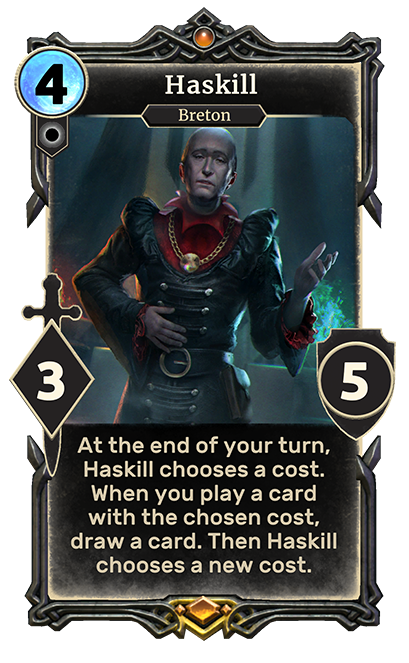 4
Haskill
Breton
3
5
At the end of your turn,
Haskill chooses a cost.
When you play a card
with the chosen cost,
draw a card. Then Haskill
chooses a new cost.